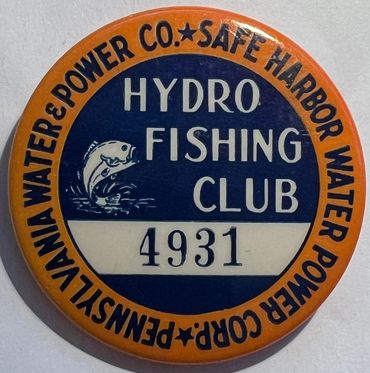 PENNSYLVANIA WATER & POWER CO.★SAFE HARBOR WATER POWER CORP.★
HYDRO
FISHING
CLUB
4931